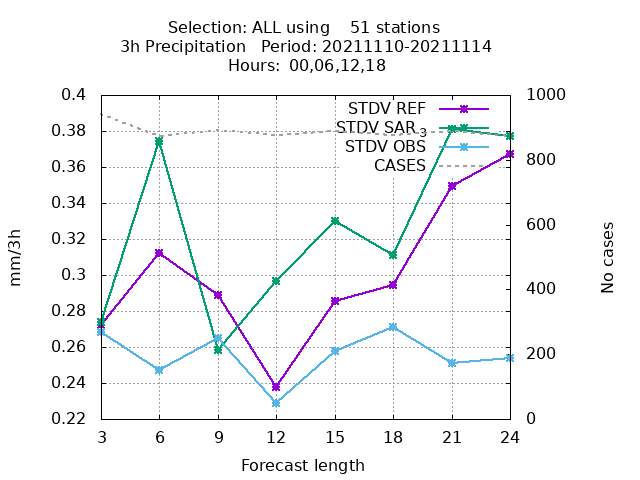 Selection: ALL using    51 stations
3h Precipitation   Period: 20211110-20211114
Hours: 00,06,12,18
0.4
0.38
0.36
0.34
0.32
0.3
0.28
0.26
0.24
0.22
mm/3h
STDV REF
STDV SAR 3
STDV OBS
CASES
1000
800
600
400
200
0
No cases
3 6 9 12 15 18 21 24
Forecast length